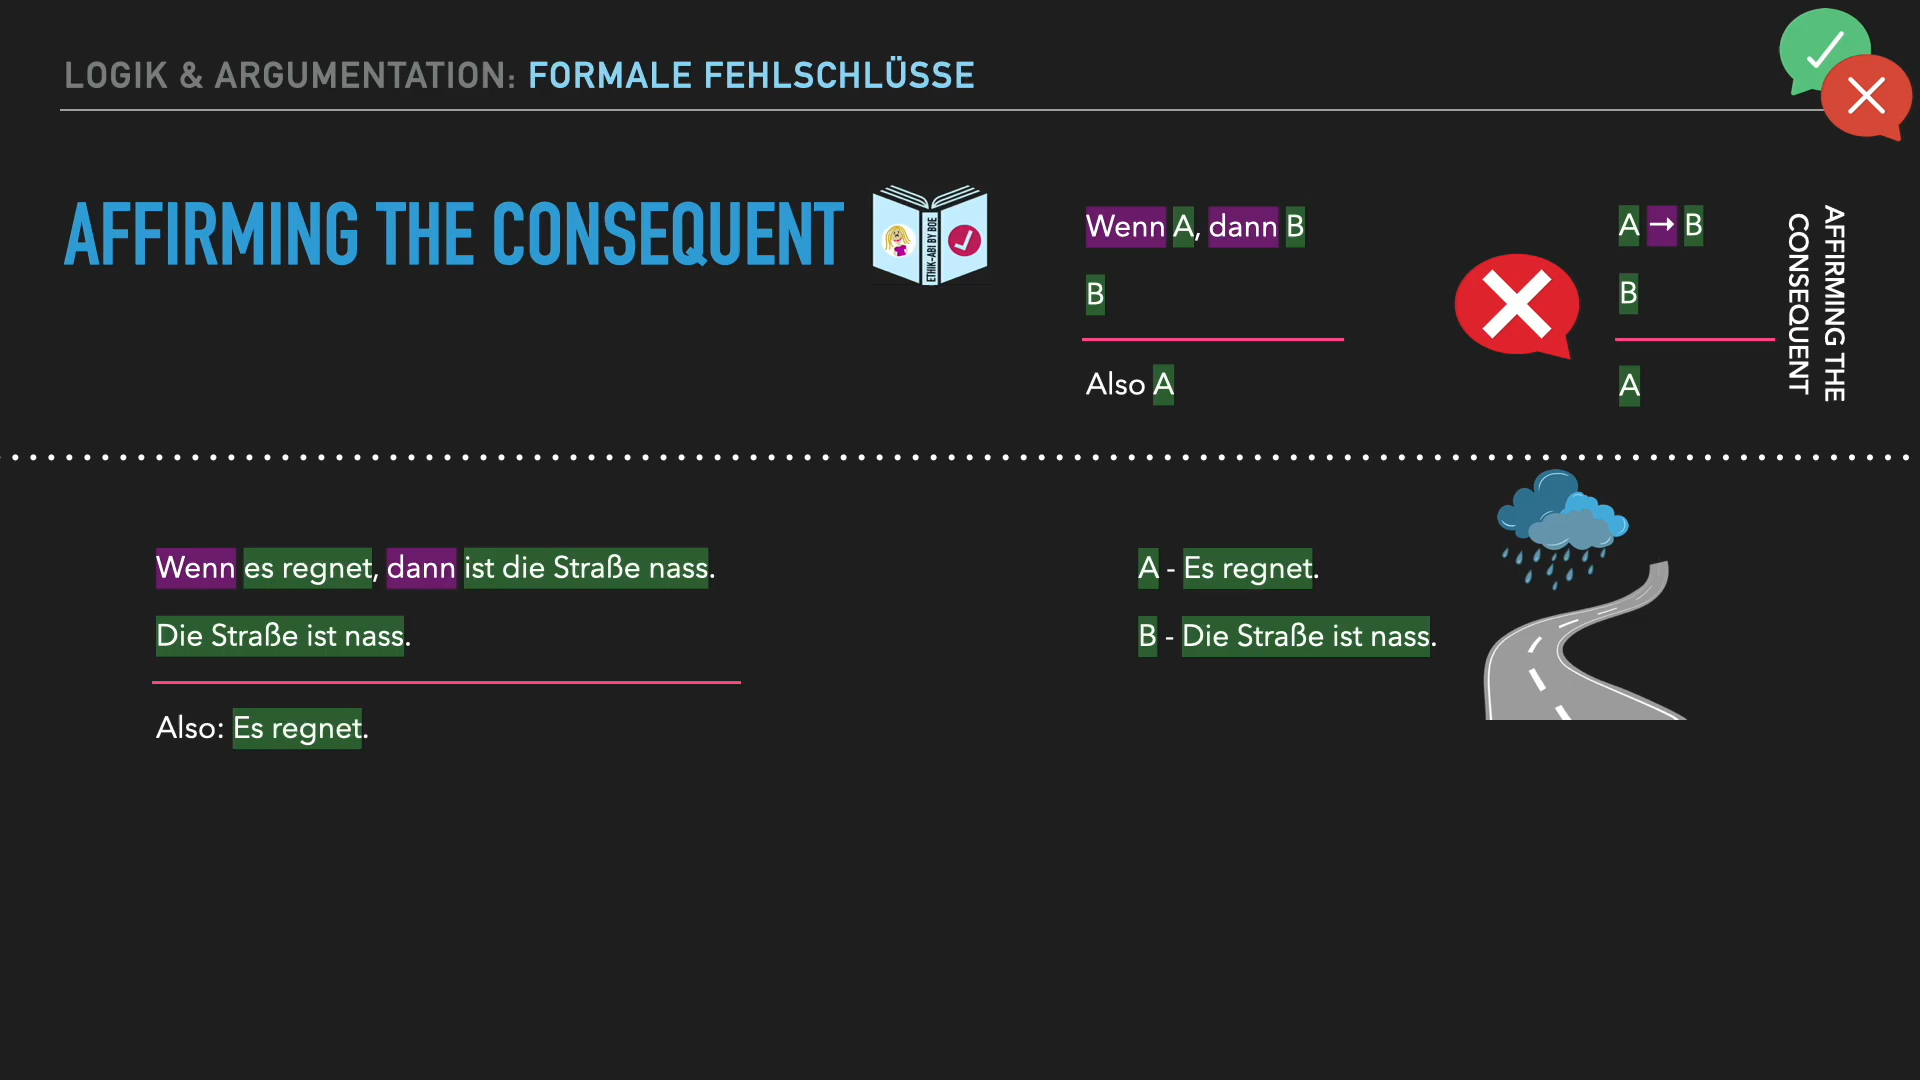 LOGIK & ARGUMENTATION: FORMALE FEHLSCHLÜSSE
AFFIRMING THE CONSEQUENT
ETHIK-ABI BY BOE
Wenn A, dann B
B
Also A
A → B
B
A
AFFIRMING THE
CONSEQUENT
Wenn es regnet, dann ist die Straße nass.
Die Straße ist nass.
Also: Es regnet.
A - Es regnet.
B - Die Straße ist nass.